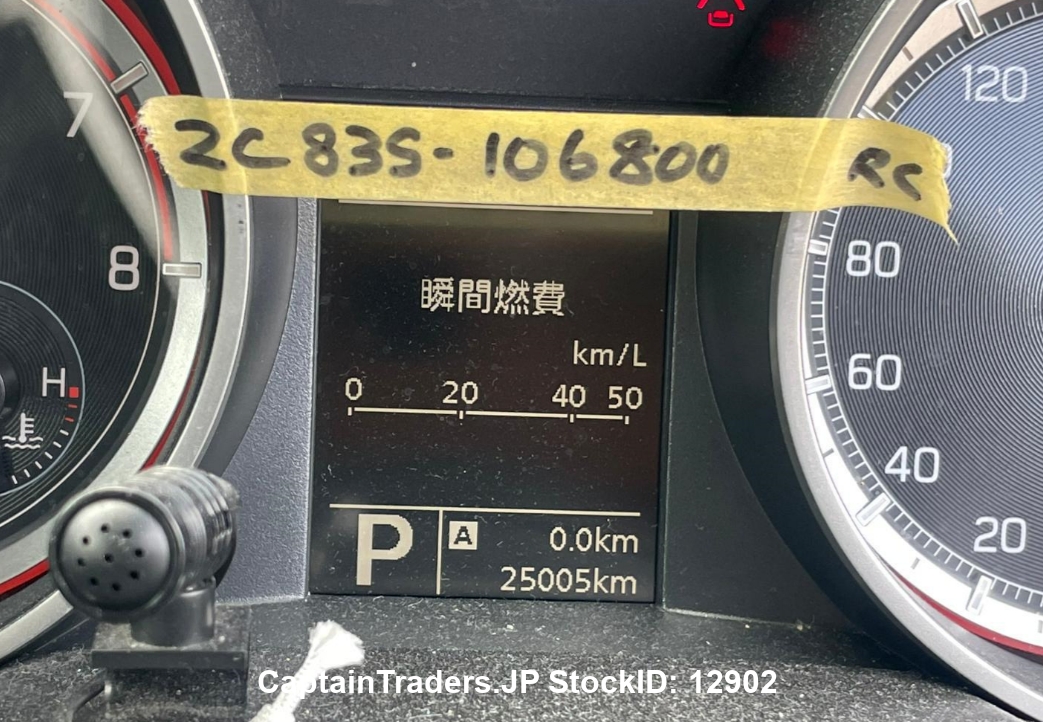 7
120
ZC83S-106800 RC
8
80
瞬間燃費
km/L
60
0 20 40 50
H
40
P
A 0.0km
20
25005km
CaptainTraders.JP StockID: 12902